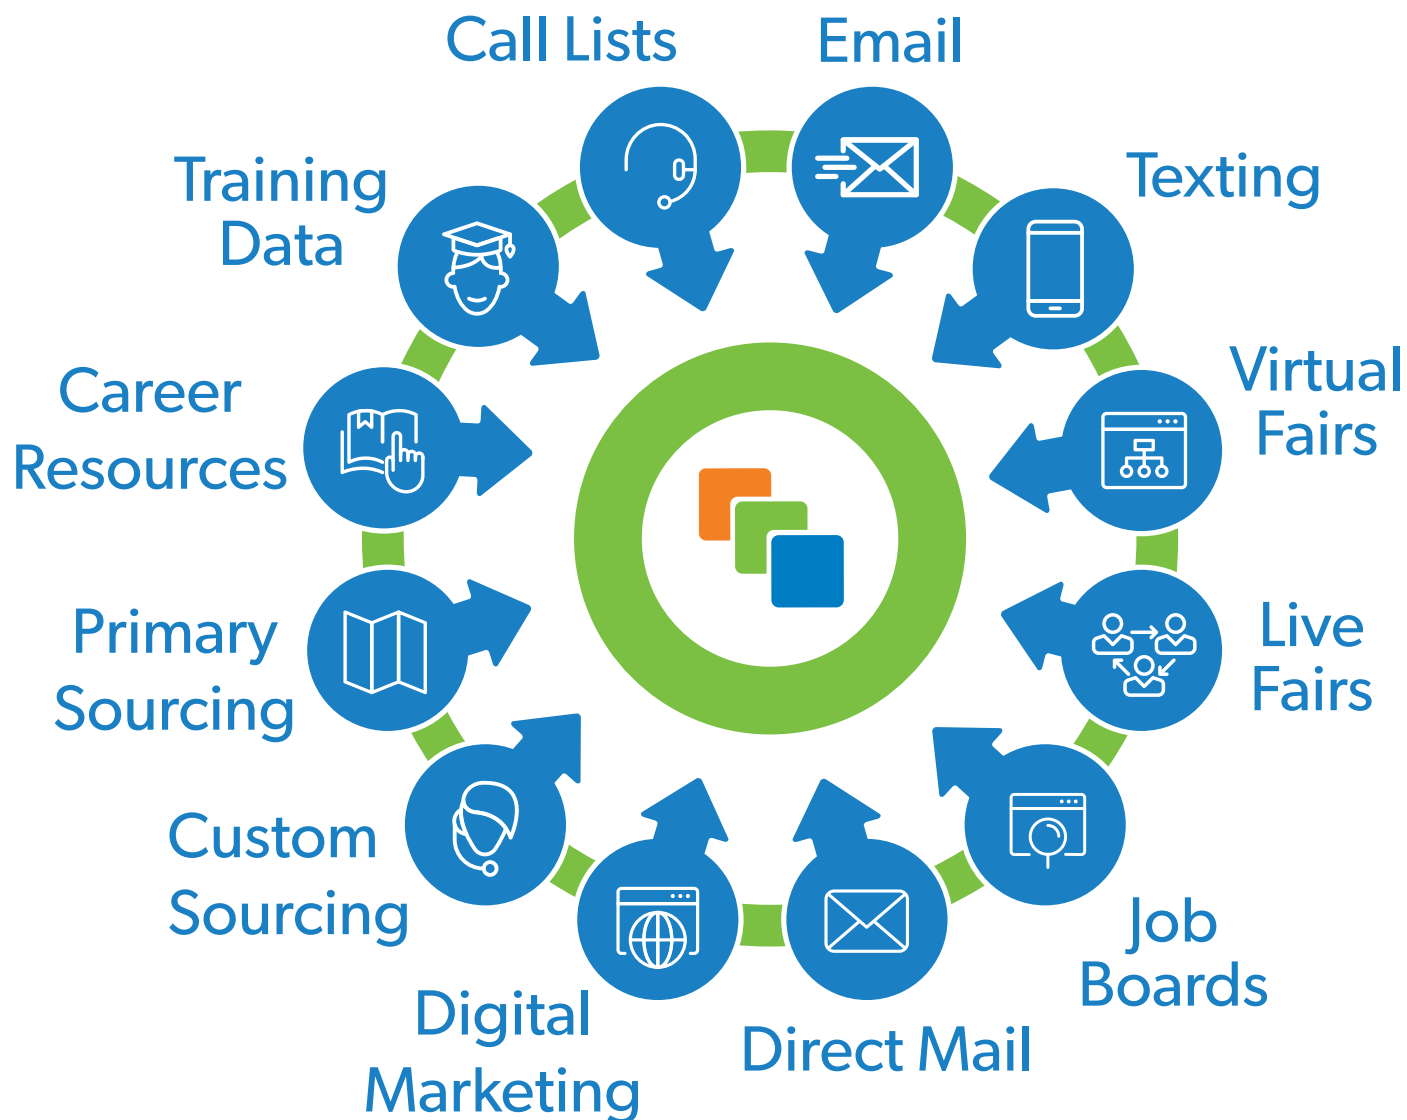 Call Lists
Email
Texting
Virtual
Fairs
Live
Fairs
Job
Boards
Direct Mail
Digital
Marketing
Custom
Sourcing
Primary
Sourcing
Career
Resources
Training
Data